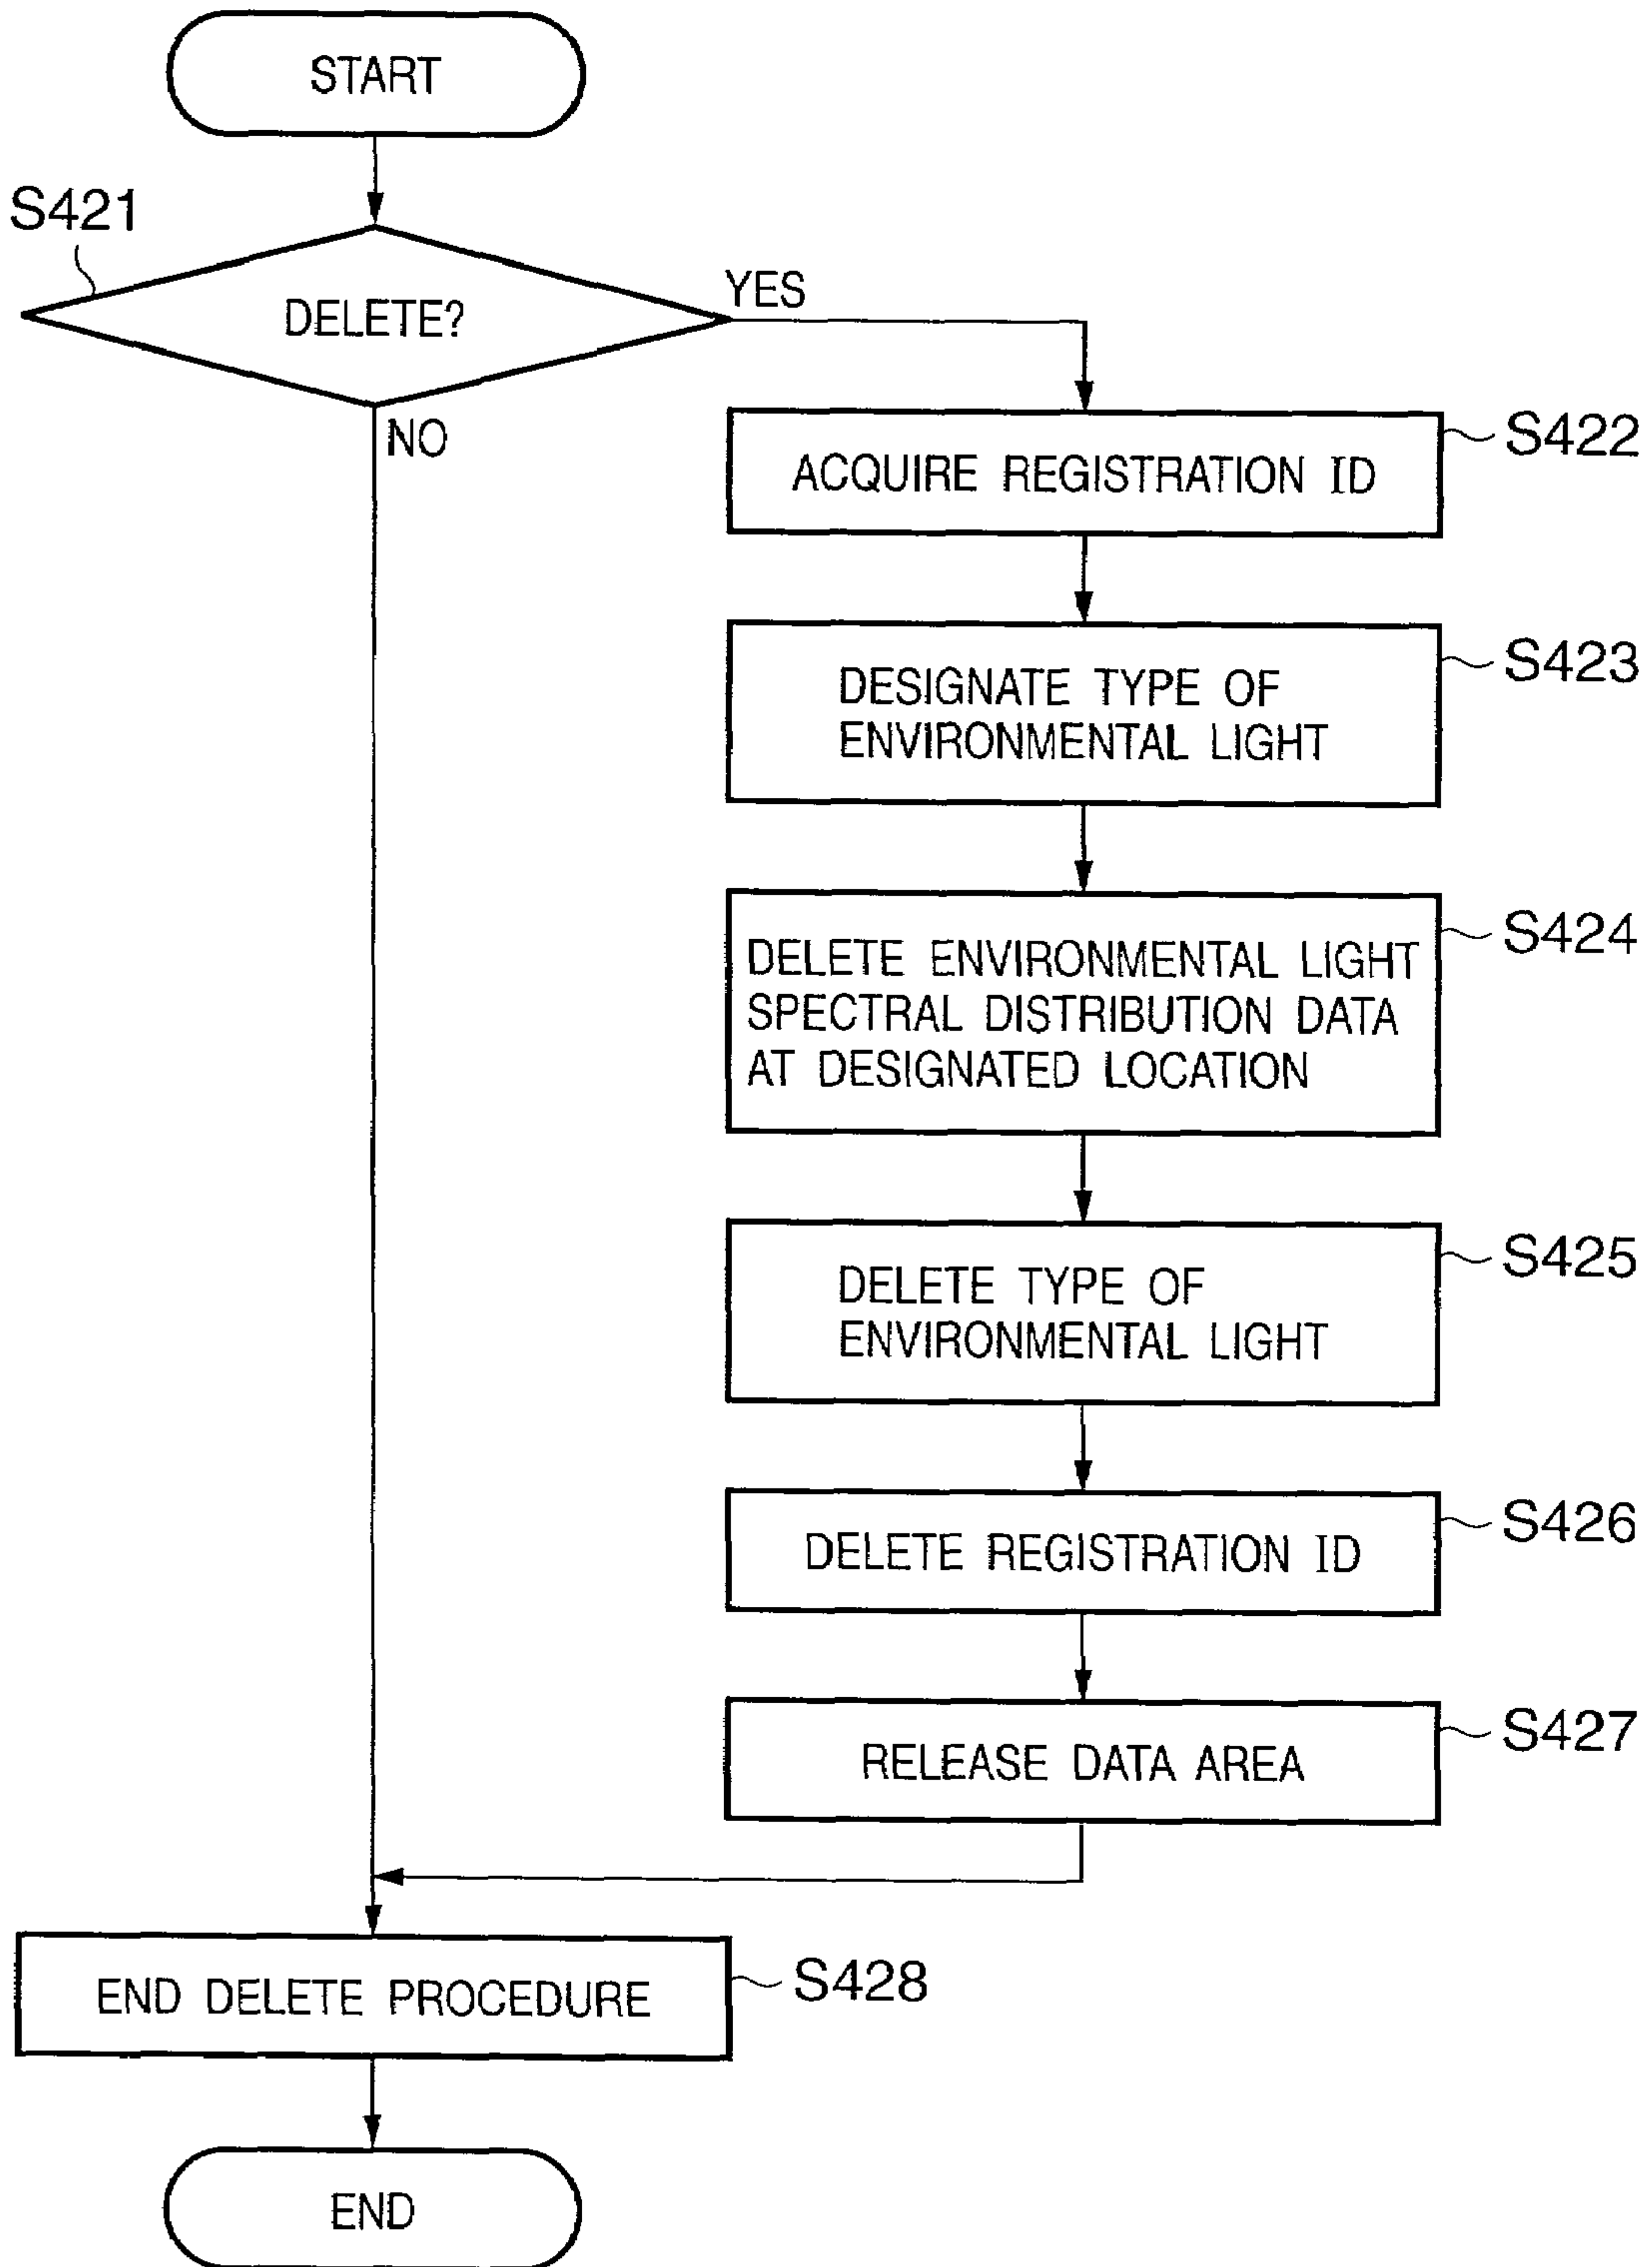 START
S421
DELETE?
YES
NO
ACQUIRE REGISTRATION ID
S422
DESIGNATE TYPE OF
ENVIRONMENTAL LIGHT
S423
DELETE ENVIRONMENTAL LIGHT
SPECTRAL DISTRIBUTION DATA
AT DESIGNATED LOCATION
S424
DELETE TYPE OF
ENVIRONMENTAL LIGHT
S425
DELETE REGISTRATION ID
S426
RELEASE DATA AREA
S427
END DELETE PROCEDURE
S428
END